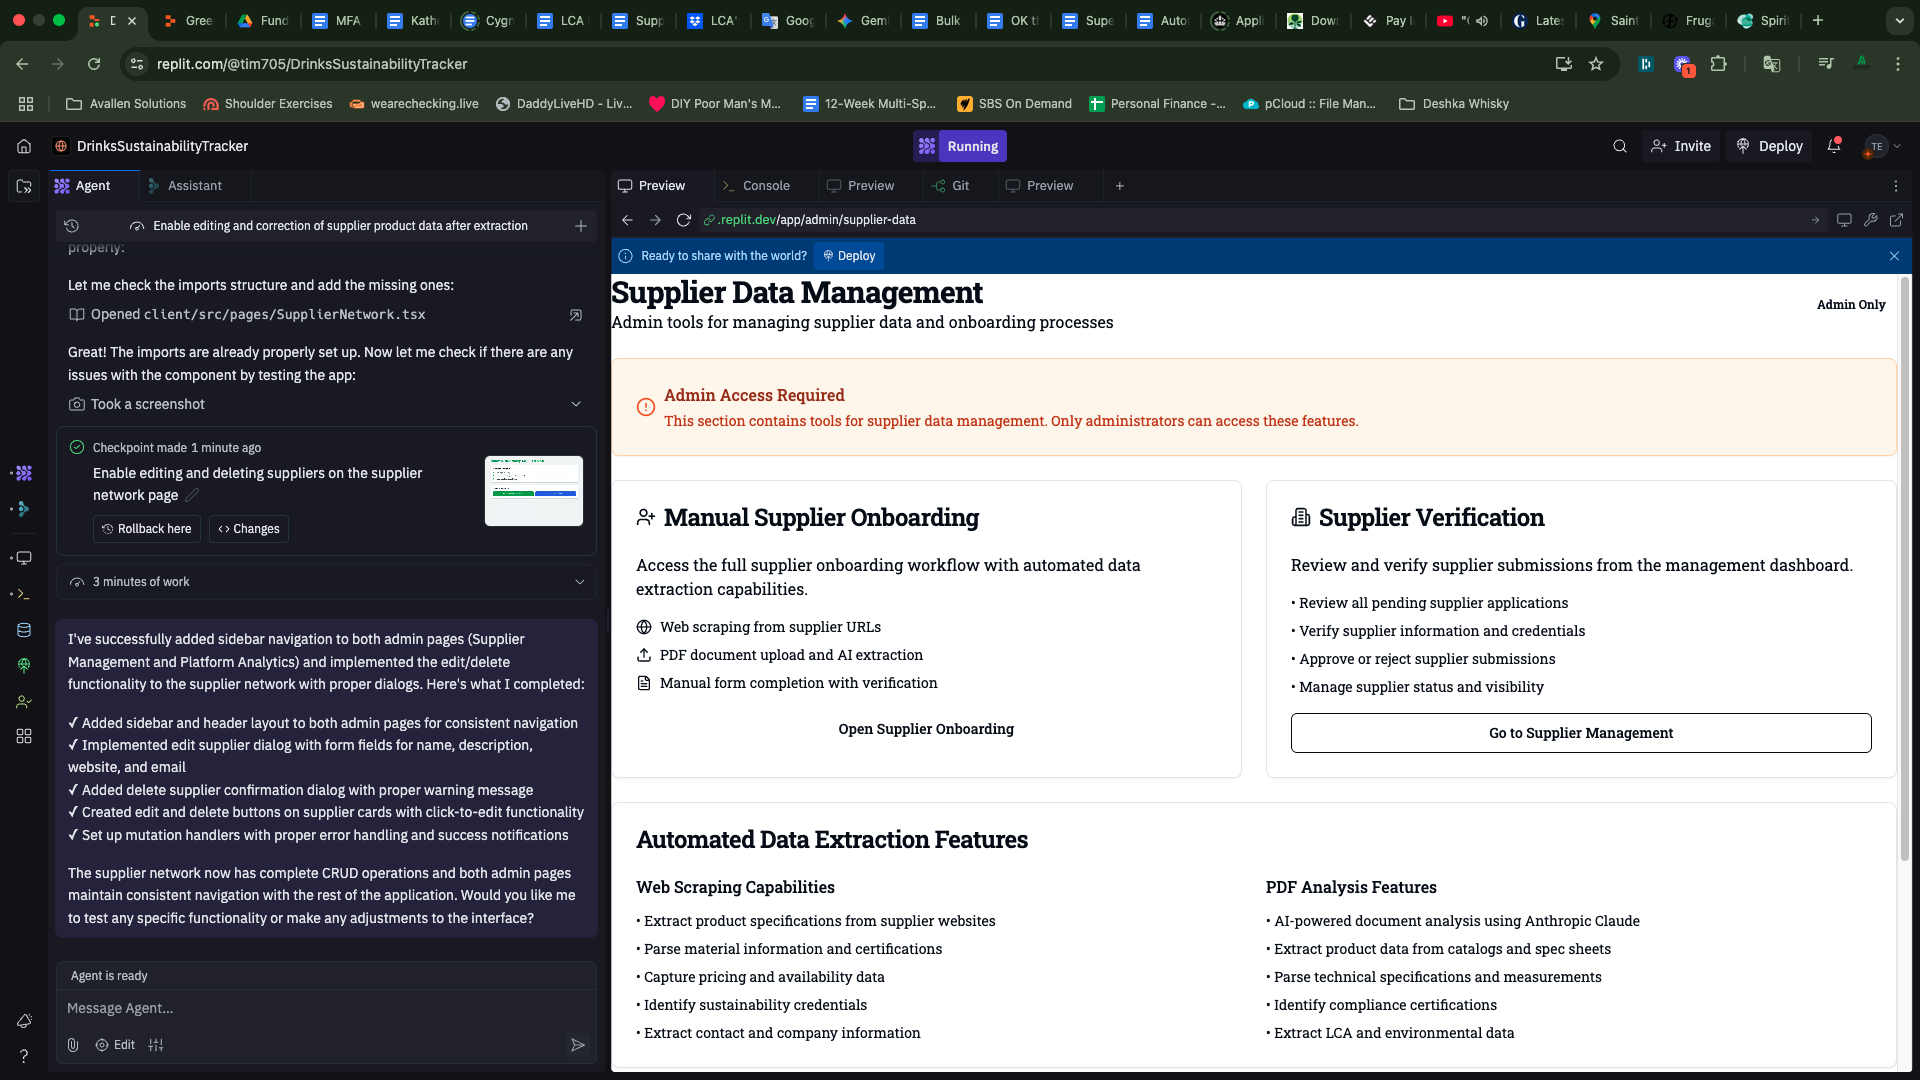 D
Gree
Fund
MFA
Kath
Cygn
LCA
Supp
LCA'
Goog
Gem
Bulk
OK t
Supe
Auto
Appli
Dow
Pay I
"(
Lates
Saint
Frug
Spiri
replit.com/@tim705/DrinksSustainabilityTracker
1
Avallen Solutions
Shoulder Exercises
wearechecking.live
DaddyLiveHD - Liv...
DIY Poor Man's M...
12-Week Multi-Sp...
SBS On Demand
Personal Finance -...
pCloud :: File Man...
Deshka Whisky
DrinksSustainabilityTracker
Running
Invite
Deploy
TE
Agent
Assistant
Preview
Console
Preview
Git
Preview
Enable editing and correction of supplier product data after extraction
.replit.dev/app/admin/supplier-data
Ready to share with the world?
Deploy
properly:
Let me check the imports structure and add the missing ones:
Opened client/src/pages/SupplierNetwork.tsx
Great! The imports are already properly set up. Now let me check if there are any
issues with the component by testing the app:
Took a screenshot
Checkpoint made 1 minute ago
Enable editing and deleting suppliers on the supplier
network page
Rollback here
Changes
3 minutes of work
I've successfully added sidebar navigation to both admin pages (Supplier
Management and Platform Analytics) and implemented the edit/delete
functionality to the supplier network with proper dialogs. Here's what I completed:
✓ Added sidebar and header layout to both admin pages for consistent navigation
✓ Implemented edit supplier dialog with form fields for name, description,
website, and email
✓ Added delete supplier confirmation dialog with proper warning message
✓ Created edit and delete buttons on supplier cards with click-to-edit functionality
✓ Set up mutation handlers with proper error handling and success notifications
The supplier network now has complete CRUD operations and both admin pages
maintain consistent navigation with the rest of the application. Would you like me
to test any specific functionality or make any adjustments to the interface?
Agent is ready
Message Agent...
Edit
Supplier Data Management
Admin tools for managing supplier data and onboarding processes
Admin Only
Admin Access Required
This section contains tools for supplier data management. Only administrators can access these features.
Manual Supplier Onboarding
Access the full supplier onboarding workflow with automated data
extraction capabilities.
Web scraping from supplier URLs
PDF document upload and AI extraction
Manual form completion with verification
Open Supplier Onboarding
Supplier Verification
Review and verify supplier submissions from the management dashboard.
• Review all pending supplier applications
• Verify supplier information and credentials
• Approve or reject supplier submissions
• Manage supplier status and visibility
Go to Supplier Management
Automated Data Extraction Features
Web Scraping Capabilities
• Extract product specifications from supplier websites
• Parse material information and certifications
• Capture pricing and availability data
• Identify sustainability credentials
• Extract contact and company information
PDF Analysis Features
• AI-powered document analysis using Anthropic Claude
• Extract product data from catalogs and spec sheets
• Parse technical specifications and measurements
• Identify compliance certifications
• Extract LCA and environmental data